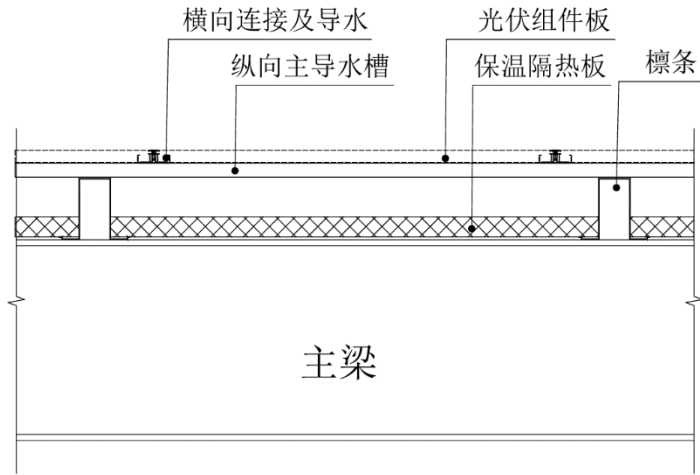 横向连接及导水
光伏组件板
纵向主导水槽
保温隔热板
檩条
主梁